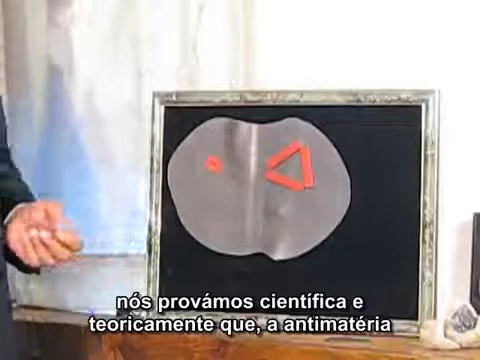 nós provámos científica e
teoricamente que, a antimatéria